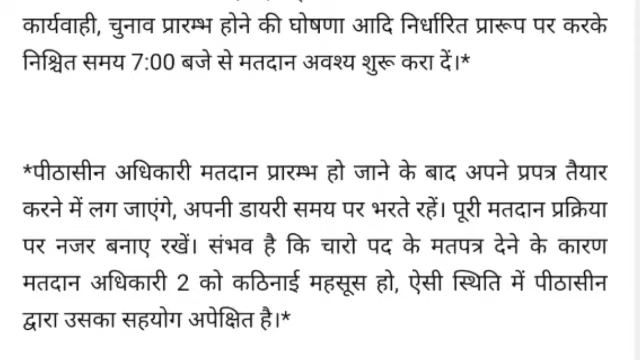 कार्यवाही, चुनाव प्रारम्भ होने की घोषणा आदि निर्धारित प्रारूप पर करके
निश्चित समय 7:00 बजे से मतदान अवश्य शुरू करा दें।*
*पीठासीन अधिकारी मतदान प्रारम्भ हो जाने के बाद अपने प्रपत्र तैयार
करने में लग जाएंगे, अपनी डायरी समय पर भरते रहें। पूरी मतदान प्रक्रिया
पर नजर बनाए रखें। संभव है कि चारो पद के मतपत्र देने के कारण
मतदान अधिकारी 2 को कठिनाई महसूस हो, ऐसी स्थिति में पीठासीन
द्वारा उसका सहयोग अपेक्षित है।*